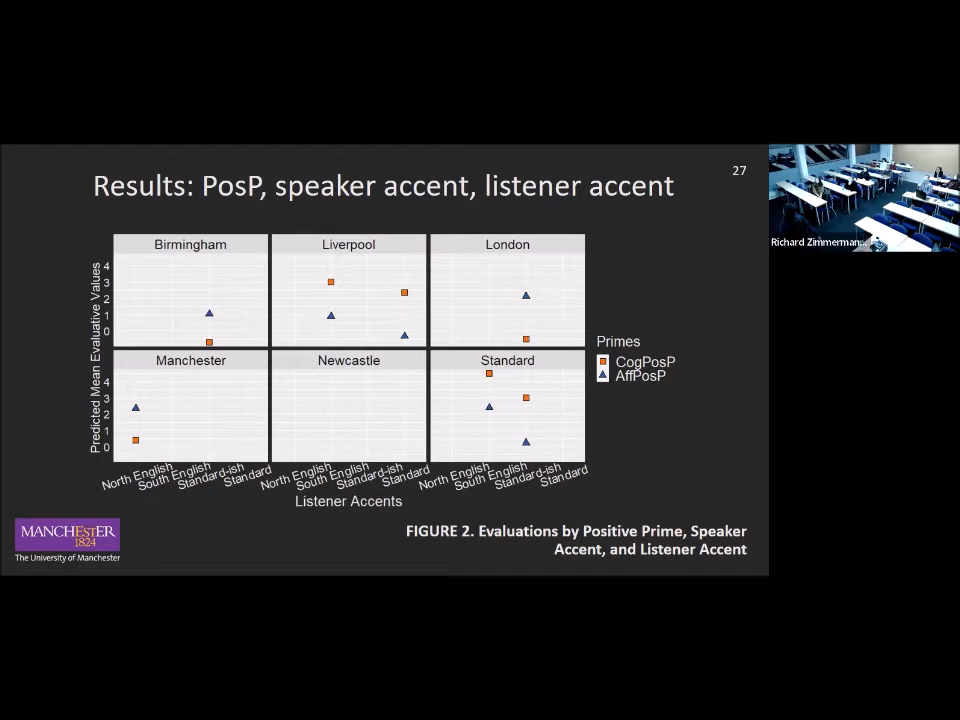 27
Results: PosP, speaker accent, listener accent
Richard Zimmerman...
Birmingham Liverpool London
Predicted Mean Evaluative Values
4
3
2
1
0
Manchester Newcastle Standard
4
3
2
1
0
Primes
CogPosP
AffPosP
North English South English Standard-ish Standard North English South English Standard-ish Standard North English South English Standard-ish Standard
Listener Accents
MANCHESTER
1824
The University of Manchester
FIGURE 2. Evaluations by Positive Prime, Speaker
Accent, and Listener Accent